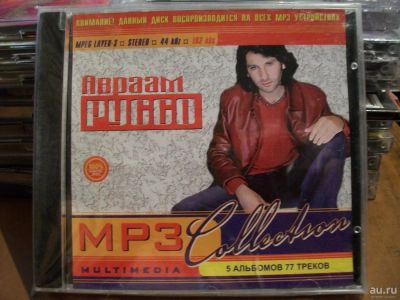 ВНИМАНИЕ! ДАННЫЙ ДИСК ВОСПРОИЗВОДИТСЯ НА ВСЕХ MP3 УСТРОЙСТВАХ
MPEG LAYER-3 STEREO 44 kHz 192 kbs
Авраам
РУССО
MP3 Collection
MULTIMEDIA
5 АЛЬБОМОВ 77 ТРЕКОВ
au.ru